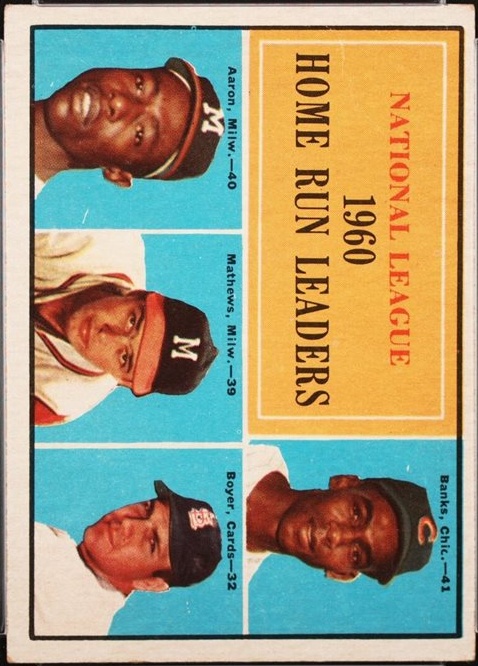 NATIONAL LEAGUE
1960
HOME RUN LEADERS
Banks, Chic.—41
Aaron, Milw.—40
Mathews, Milw.—39
Boyer, Cards—32
M
M
C